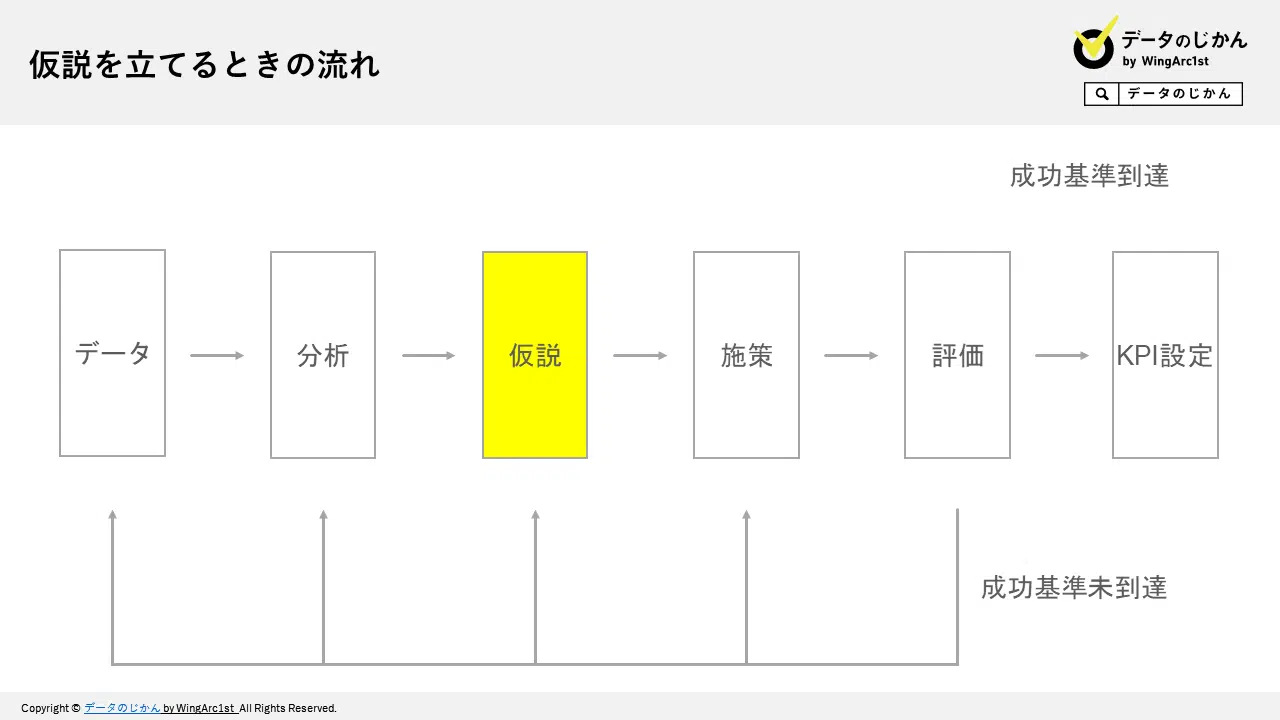 仮説を立てるときの流れ
データのじかん
by WingArc1st
データのじかん
成功基準到達
データ
分析
仮説
施策
評価
KPI設定
成功基準未到達
Copyright © データのじかん by WingArc1st All Rights Reserved.